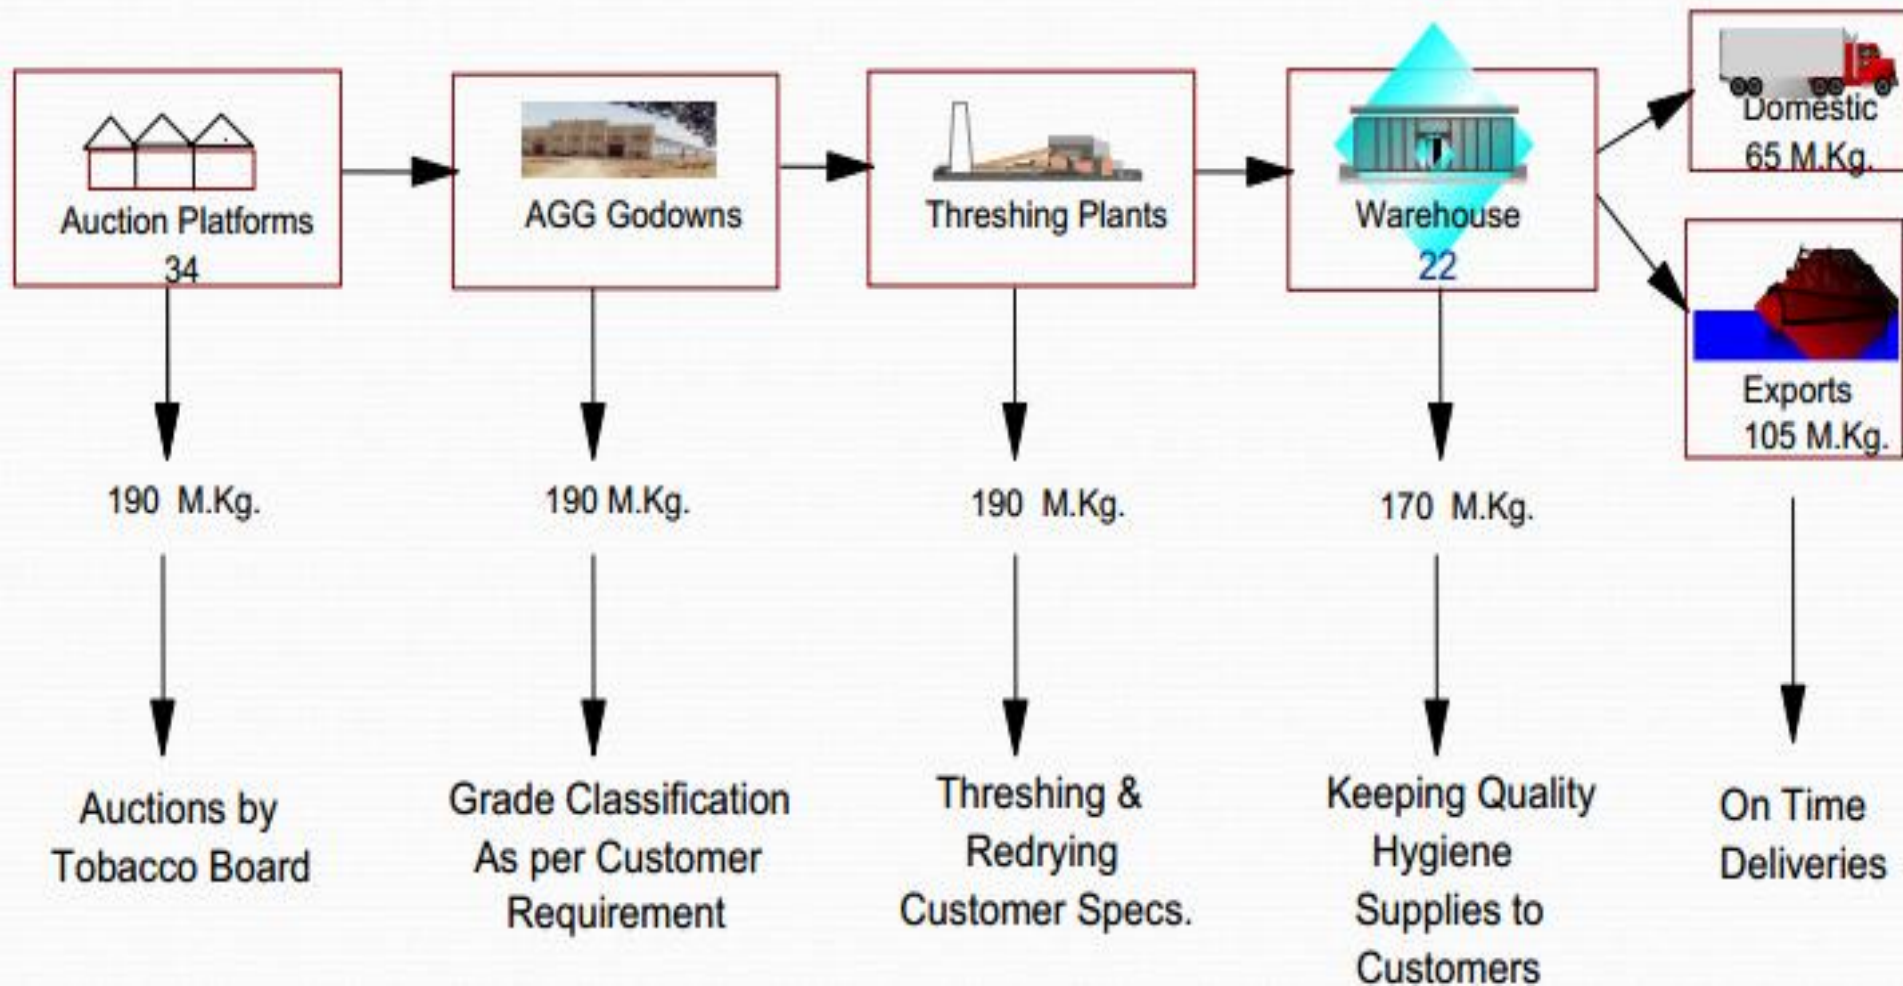 Auction Platforms
34
AGG Godowns
Threshing Plants
Warehouse
22
Domestic
65 M.Kg.
Exports
105 M.Kg.
190 M.Kg.
190 M.Kg.
190 M.Kg.
170 M.Kg.
Auctions by
Tobacco Board
Grade Classification
As per Customer
Requirement
Threshing &
Redrying
Customer Specs.
Keeping Quality
Hygiene
Supplies to
Customers
On Time
Deliveries